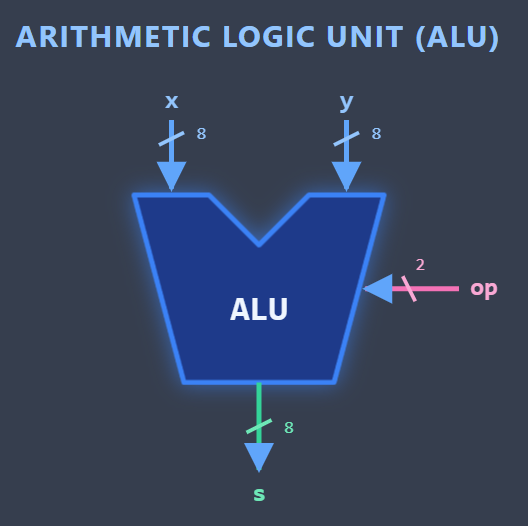 ARITHMETIC LOGIC UNIT (ALU)
x y
8 8
2
op
ALU
8
s